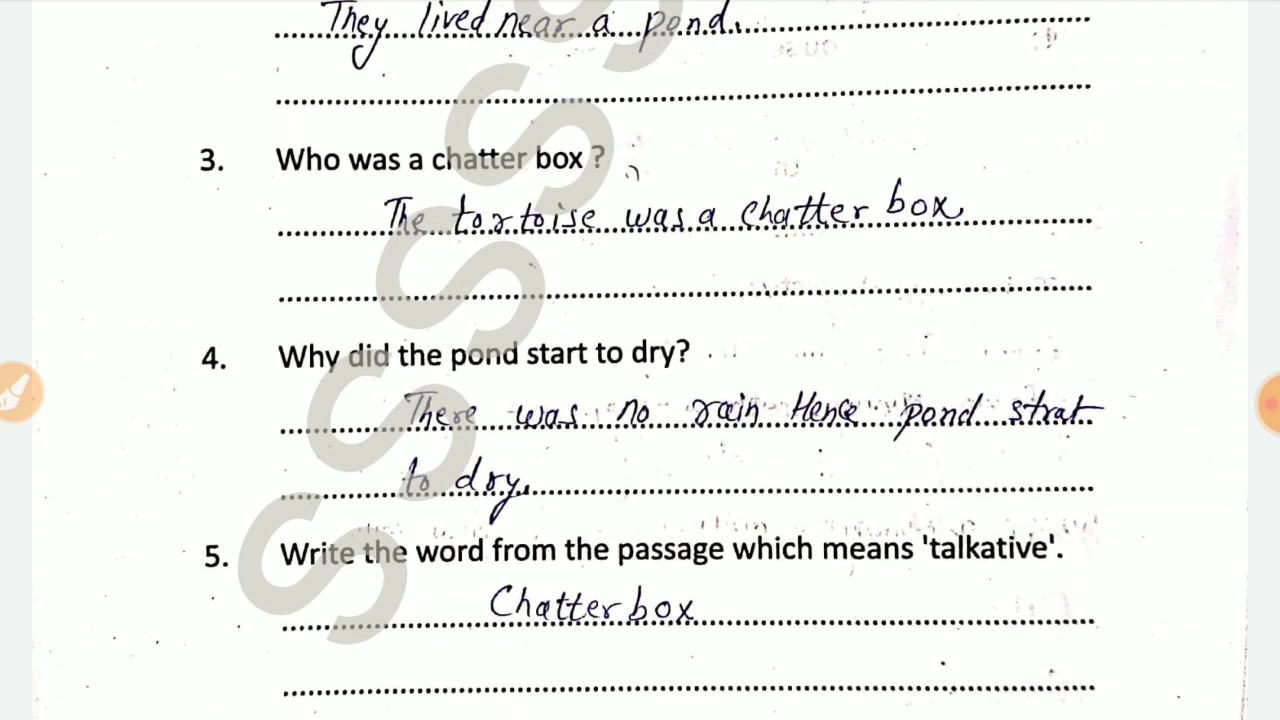 They lived near a pond.
3. Who was a chatter box ?
The tortoise was a chatter box
4. Why did the pond start to dry?
There was no rain Hence pond strat
to dry.
5. Write the word from the passage which means 'talkative'.
Chatter box
SSSS